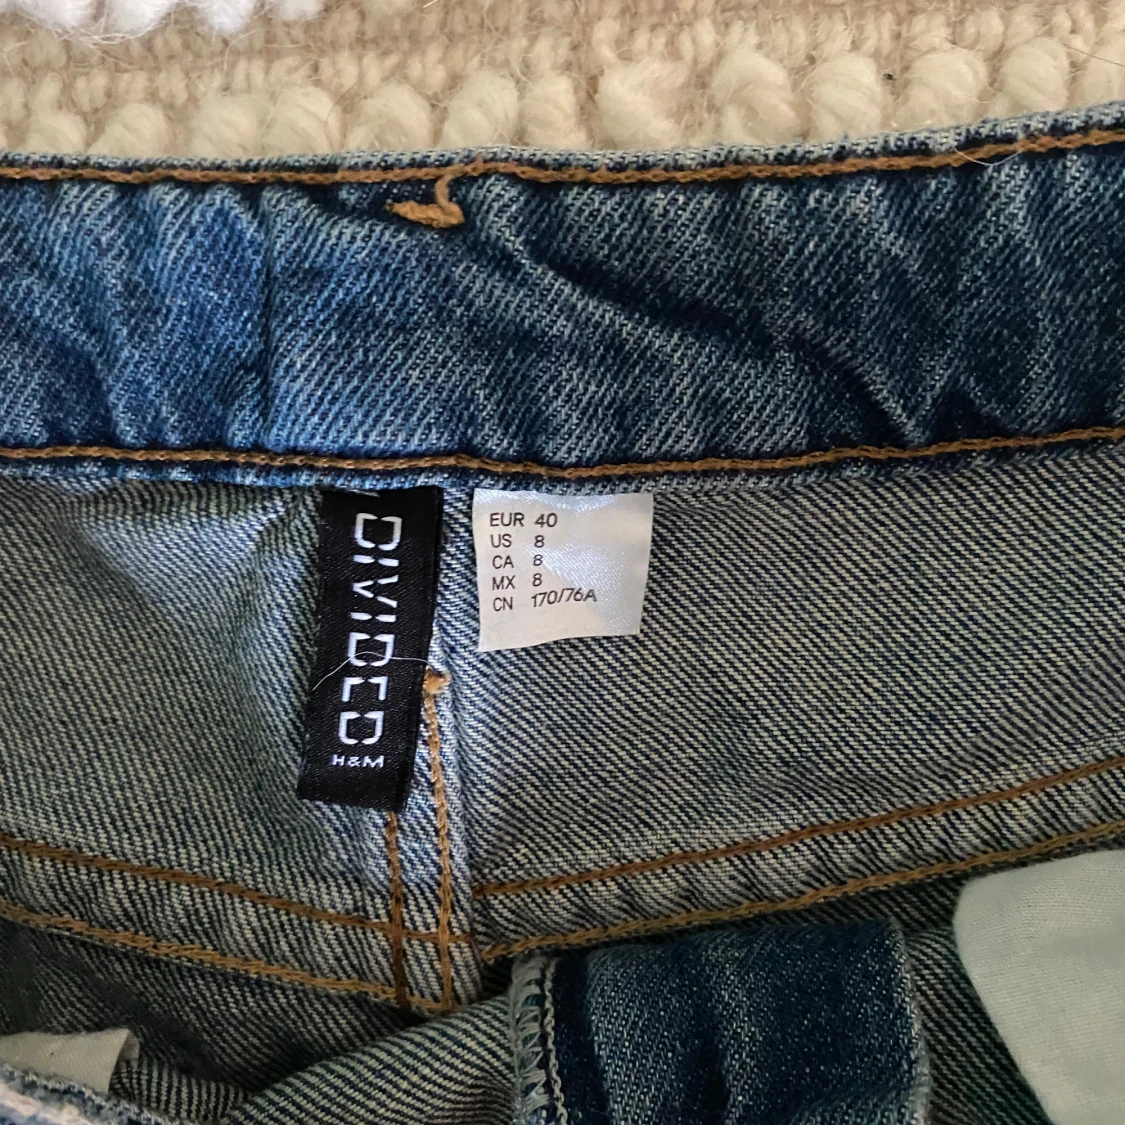 DIVIDED
H&M
EUR 40
US 8
CA 8
MX 8
CN 170/76A